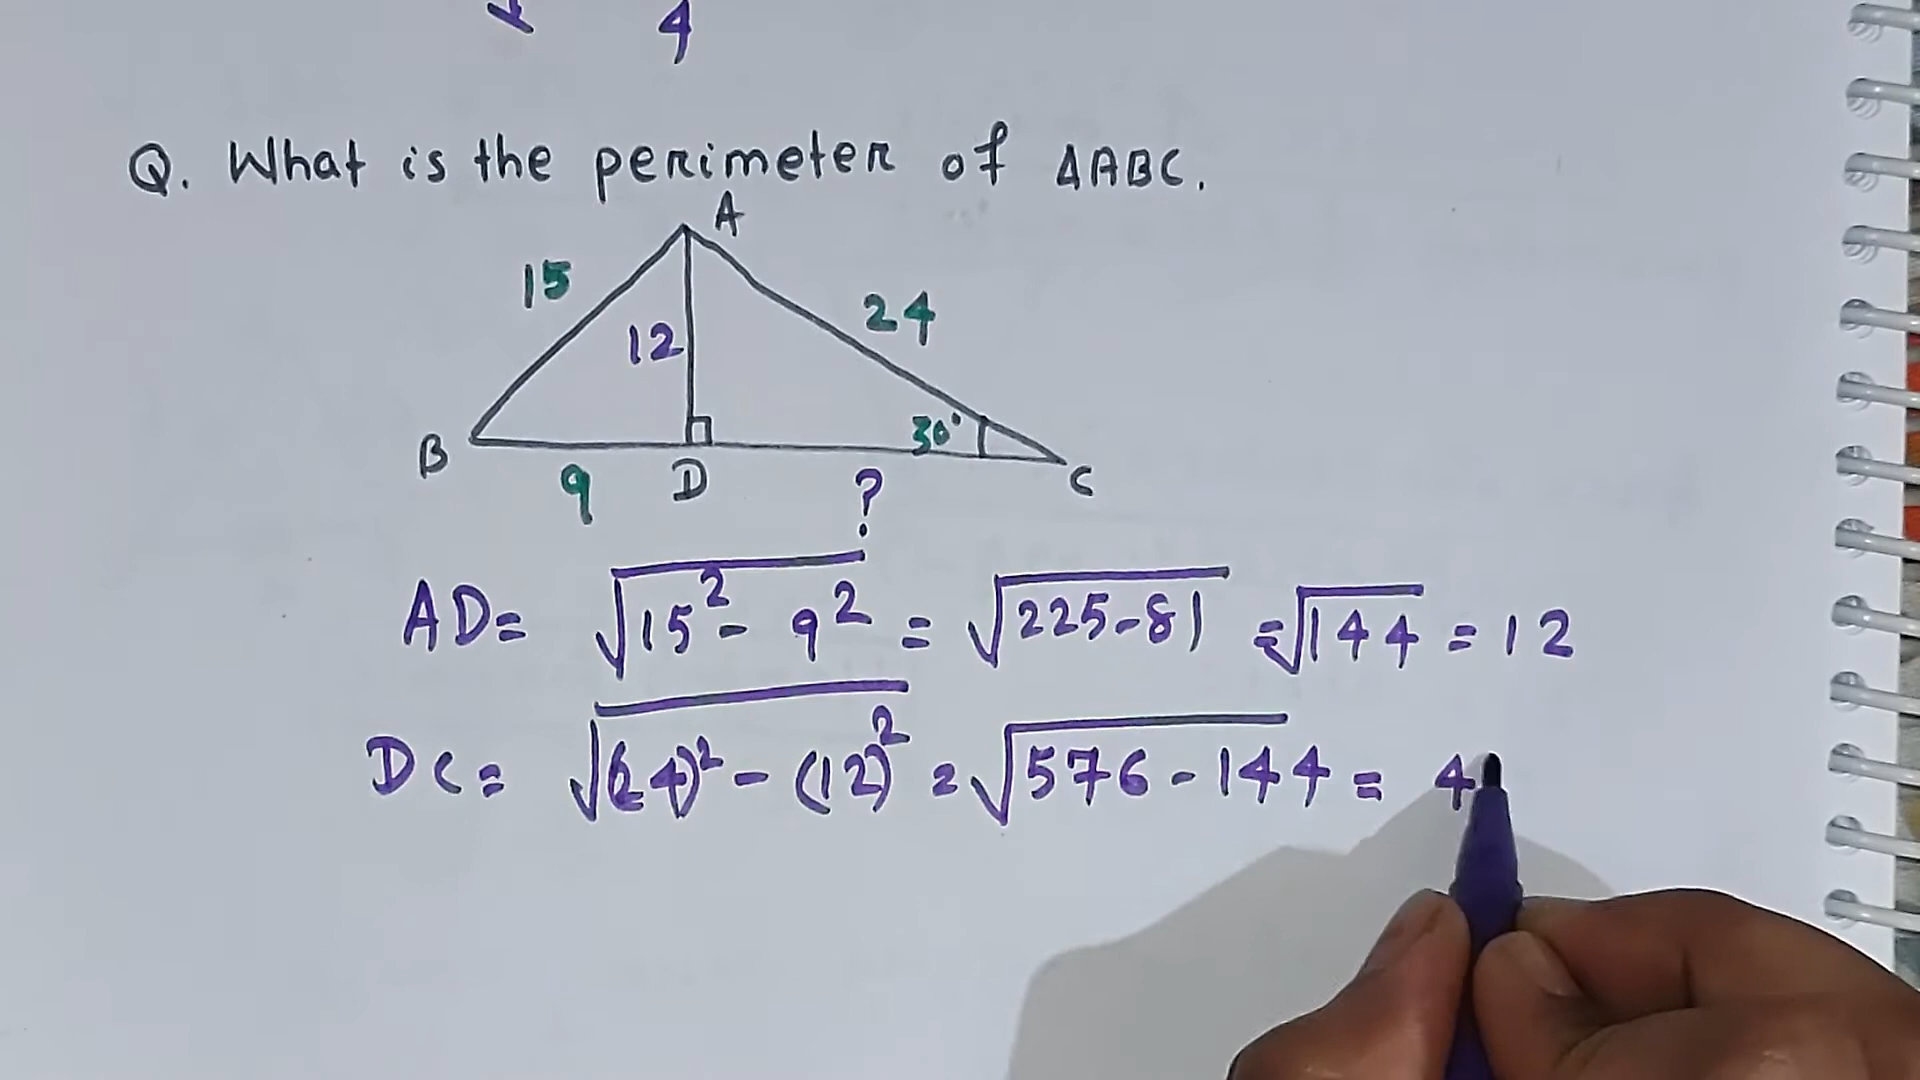 4
Q. What is the perimeter of ΔABC.
A
15
24
12
30°
B
9
D
?
C
AD= √15² - 9² = √225-81 = √144 = 12
DC= √(24)² - (12)² = √576 - 144 = 4